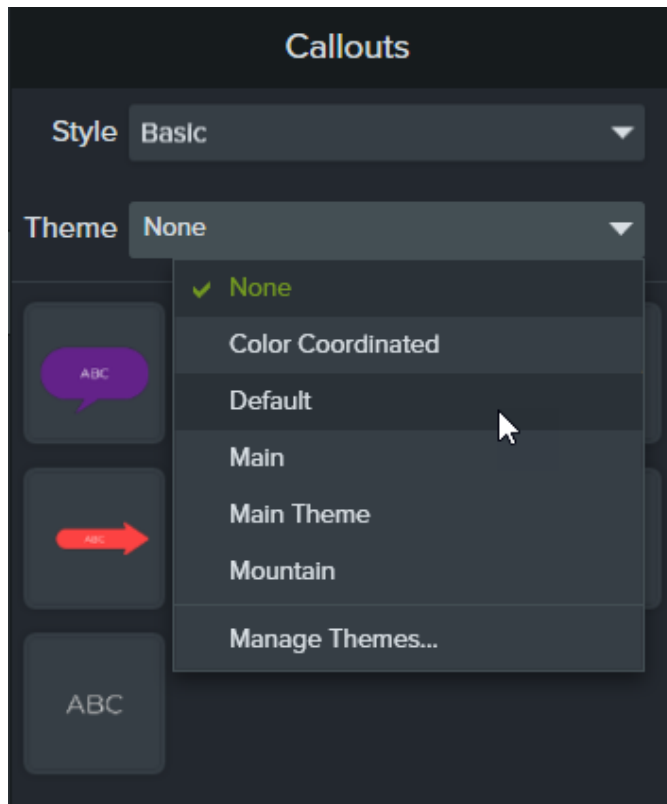 Callouts
Style Basic
Theme None
None
Color Coordinated
Default
Main
Main Theme
Mountain
Manage Themes...
ABC
ABC
ABC